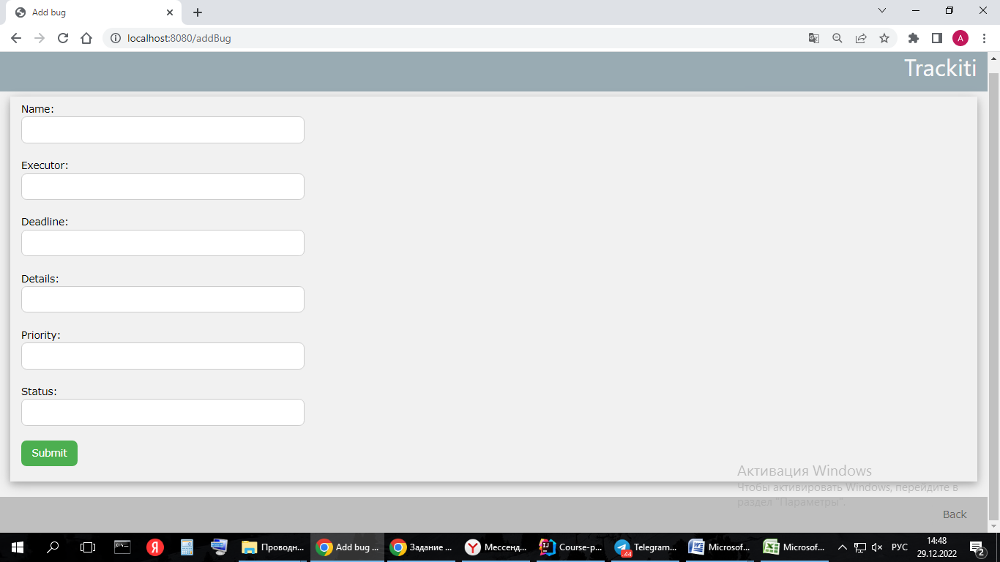 Add bug
localhost:8080/addBug
A
Trackiti
Name:
Executor:
Deadline:
Details:
Priority:
Status:
Submit
Активация Windows
Чтобы активировать Windows, перейдите в
раздел "Параметры".
Back
C:\_
Я
Проводн...
Add bug ...
Задание ...
Y
Мессенд...
IJ
Course-p...
44
Telegram...
W
Microsof...
X
Microsof...
РУС
14:48
29.12.2022
2